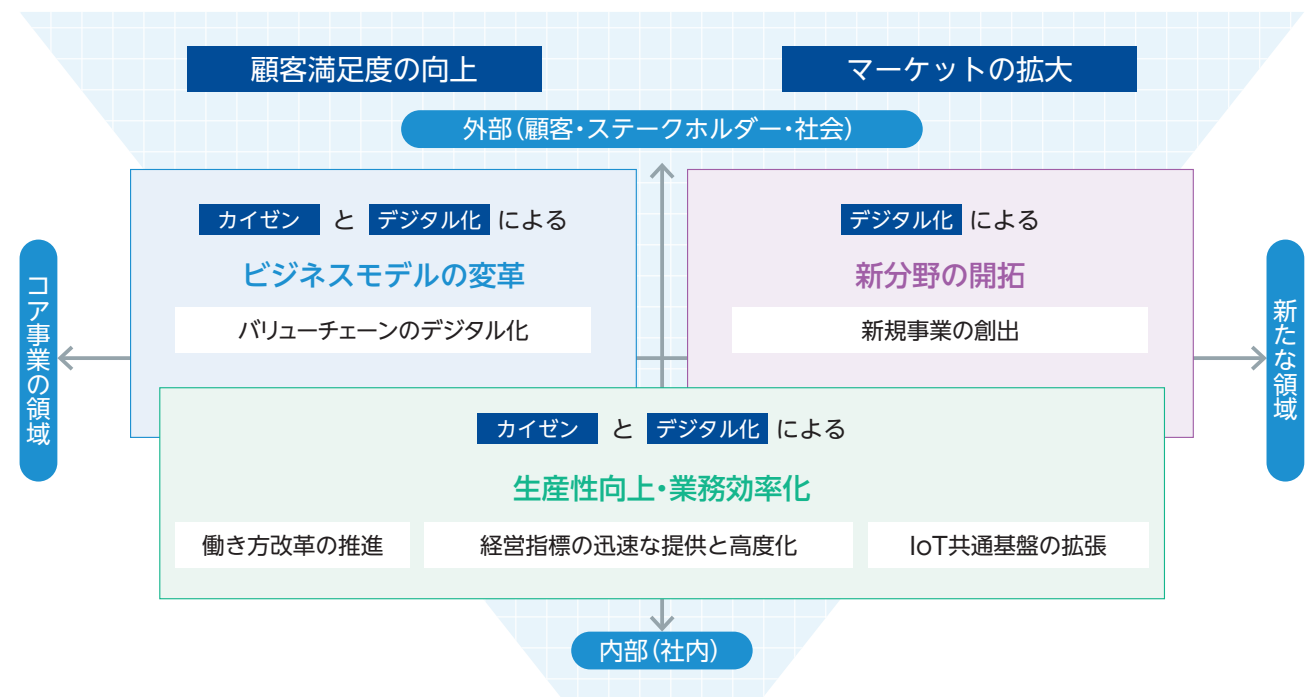 顧客満足度の向上
マーケットの拡大
外部(顧客・ステークホルダー・社会)
コア事業の領域
カイゼン と デジタル化 による
ビジネスモデルの変革
バリューチェーンのデジタル化
デジタル化 による
新分野の開拓
新規事業の創出
新たな領域
カイゼン と デジタル化 による
生産性向上・業務効率化
働き方改革の推進
経営指標の迅速な提供と高度化
IoT共通基盤の拡張
内部(社内)